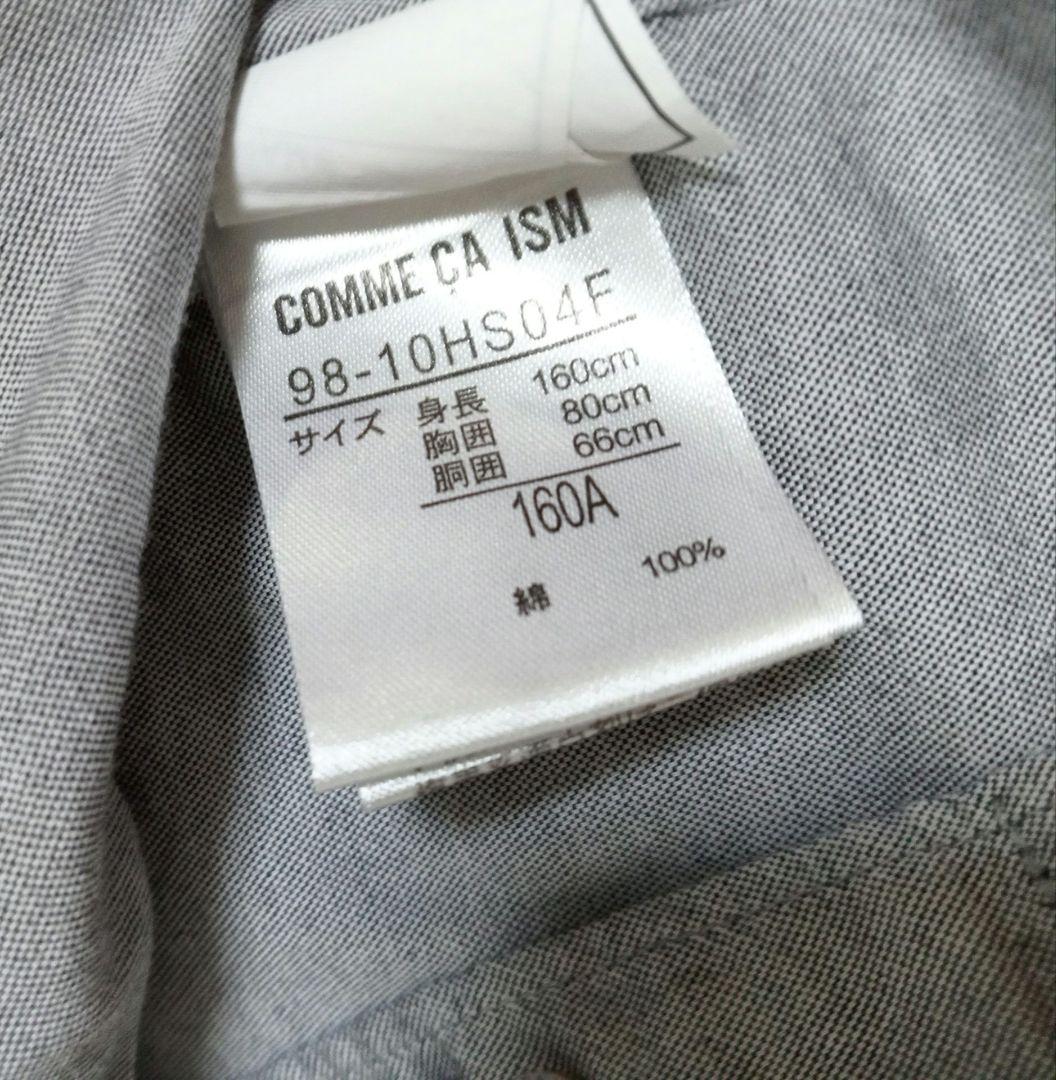 COMME ÇA ISM
98-10HS04F
サイズ 身長 160cm
胸囲 80cm
胴囲 66cm
160A
綿 100%